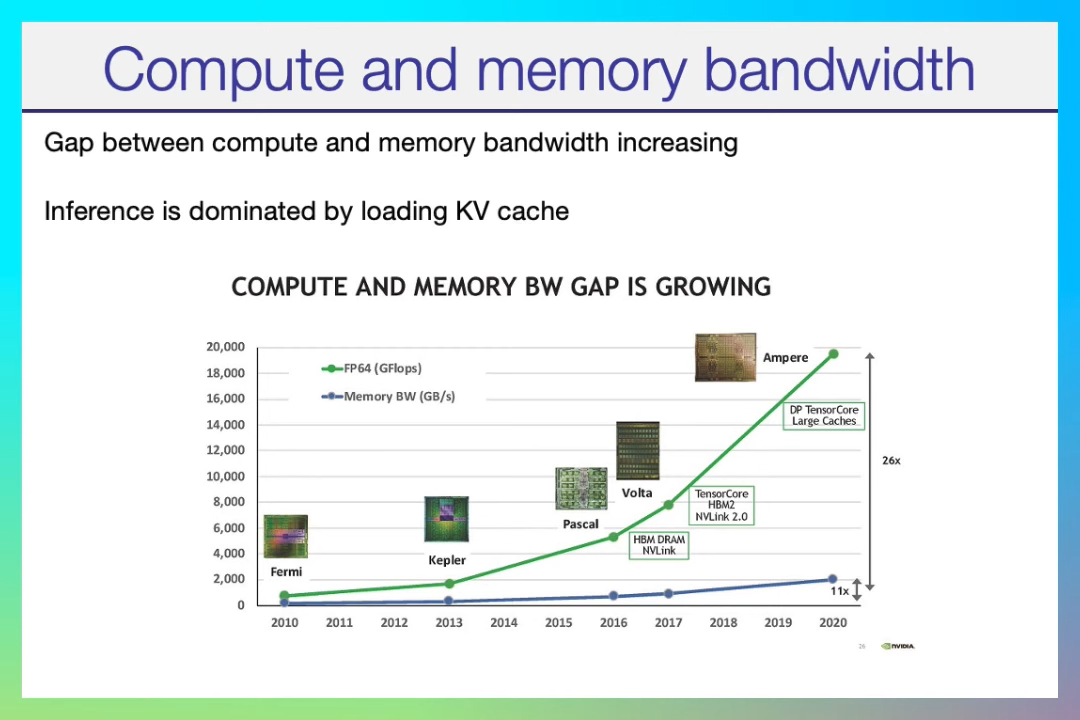 Compute and memory bandwidth
Gap between compute and memory bandwidth increasing
Inference is dominated by loading KV cache
COMPUTE AND MEMORY BW GAP IS GROWING
20,000
18,000
16,000
14,000
12,000
10,000
8,000
6,000
4,000
2,000
0
FP64 (GFlops)
Memory BW (GB/s)
Ampere
DP TensorCore
Large Caches
26x
Volta
TensorCore
HBM2
NVLink 2.0
Pascal
HBM DRAM
NVLink
Kepler
Fermi
11x
2010 2011 2012 2013 2014 2015 2016 2017 2018 2019 2020
26 NVIDIA.